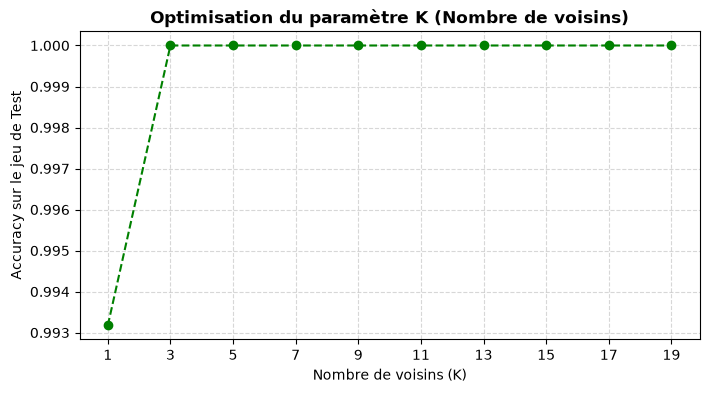 Optimisation du paramètre K (Nombre de voisins)
Accuracy sur le jeu de Test
1.000
0.999
0.998
0.997
0.996
0.995
0.994
0.993
1 3 5 7 9 11 13 15 17 19
Nombre de voisins (K)